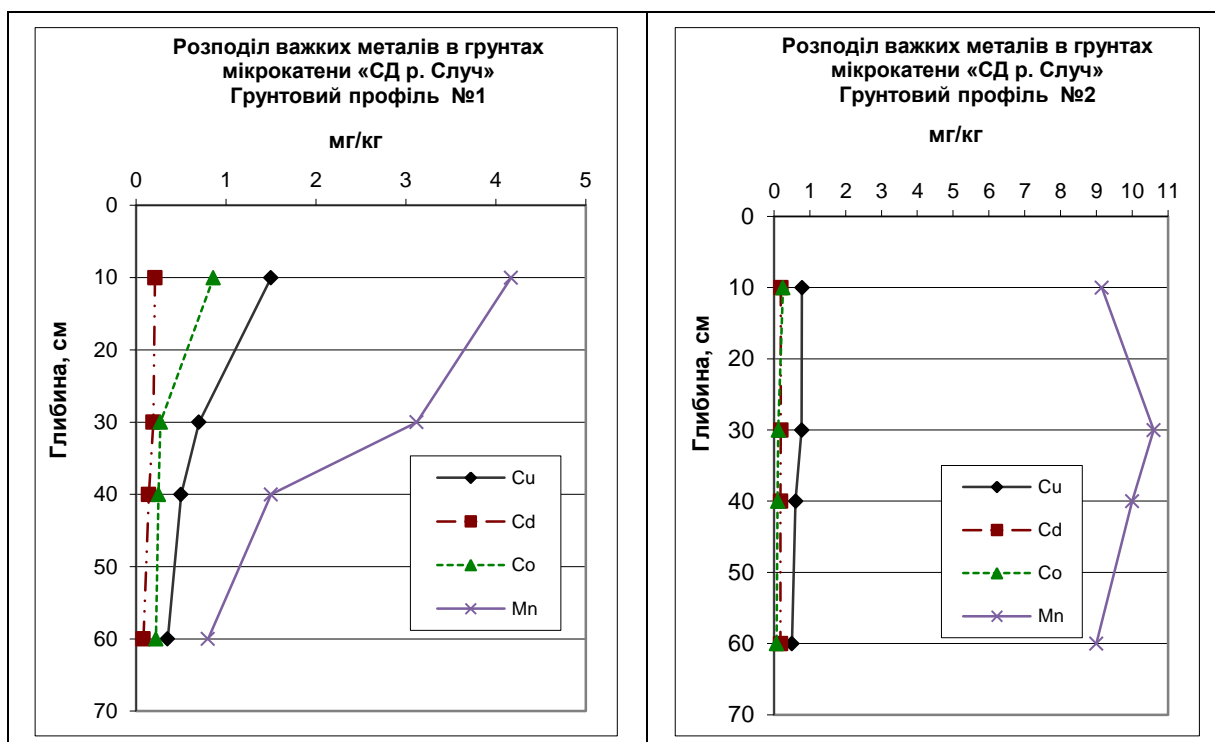 Розподіл важких металів в грунтах
мікрокатени «СД р. Случ»
Грунтовий профіль №1
мг/кг
0 1 2 3 4 5
0
10
20
30
40
50
60
70
Глибина, см
Cu
Cd
Co
Mn
Розподіл важких металів в грунтах
мікрокатени «СД р. Случ»
Грунтовий профіль №2
мг/кг
0 1 2 3 4 5 6 7 8 9 10 11
0
10
20
30
40
50
60
70
Глибина, см
Cu
Cd
Co
Mn